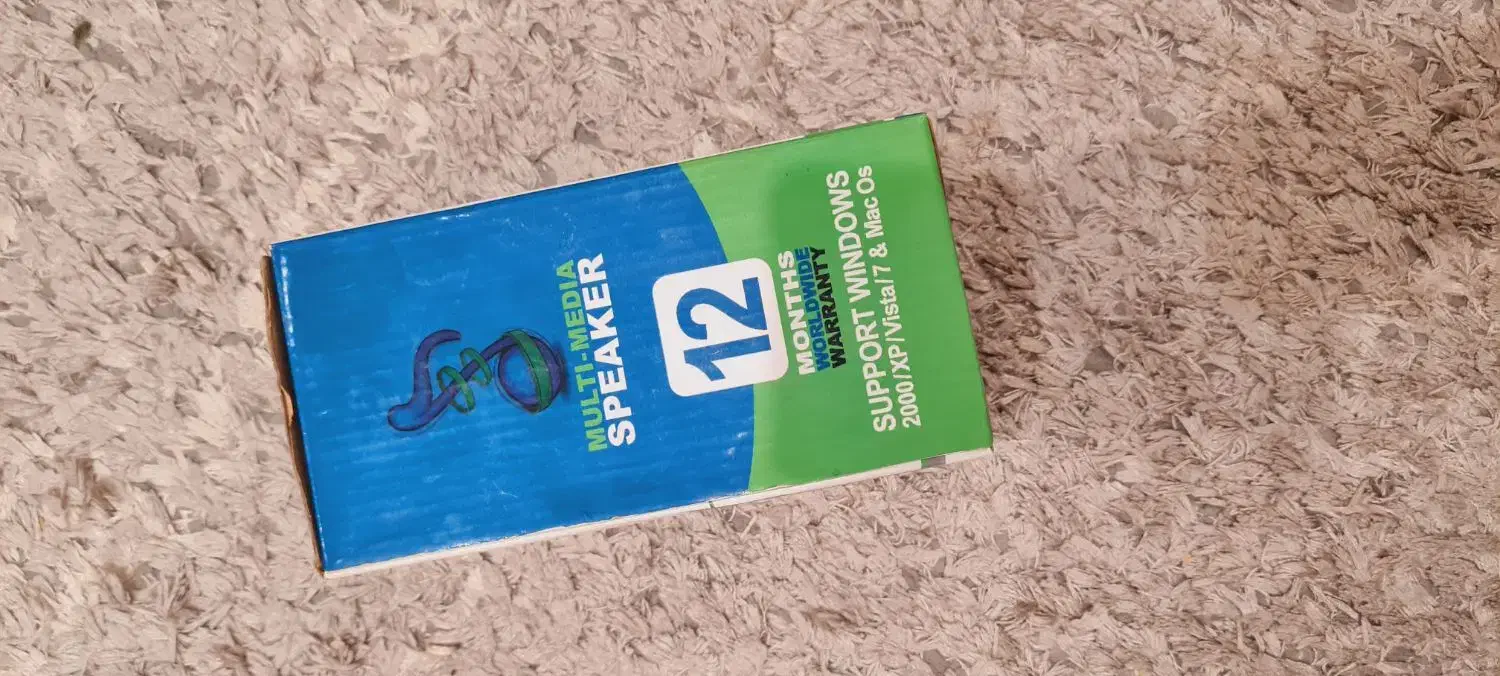 MULTI-MEDIA
SPEAKER
12
MONTHS
WORLDWIDE
WARRANTY
SUPPORT WINDOWS
2000/XP/Vista/7 & Mac Os